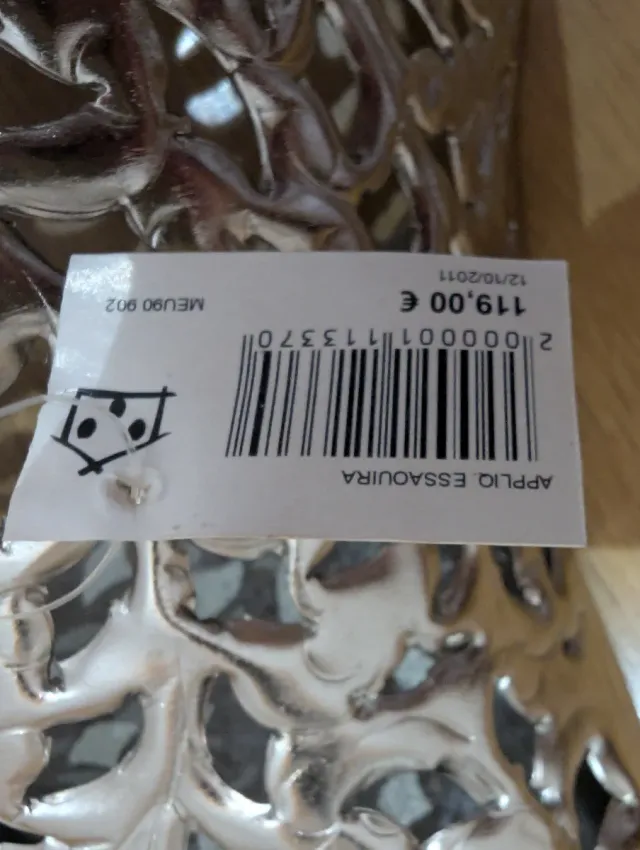 APPLIQ. ESSAOUIRA
2 000001 113370
119,00 €
12/10/2011
MEU90 902